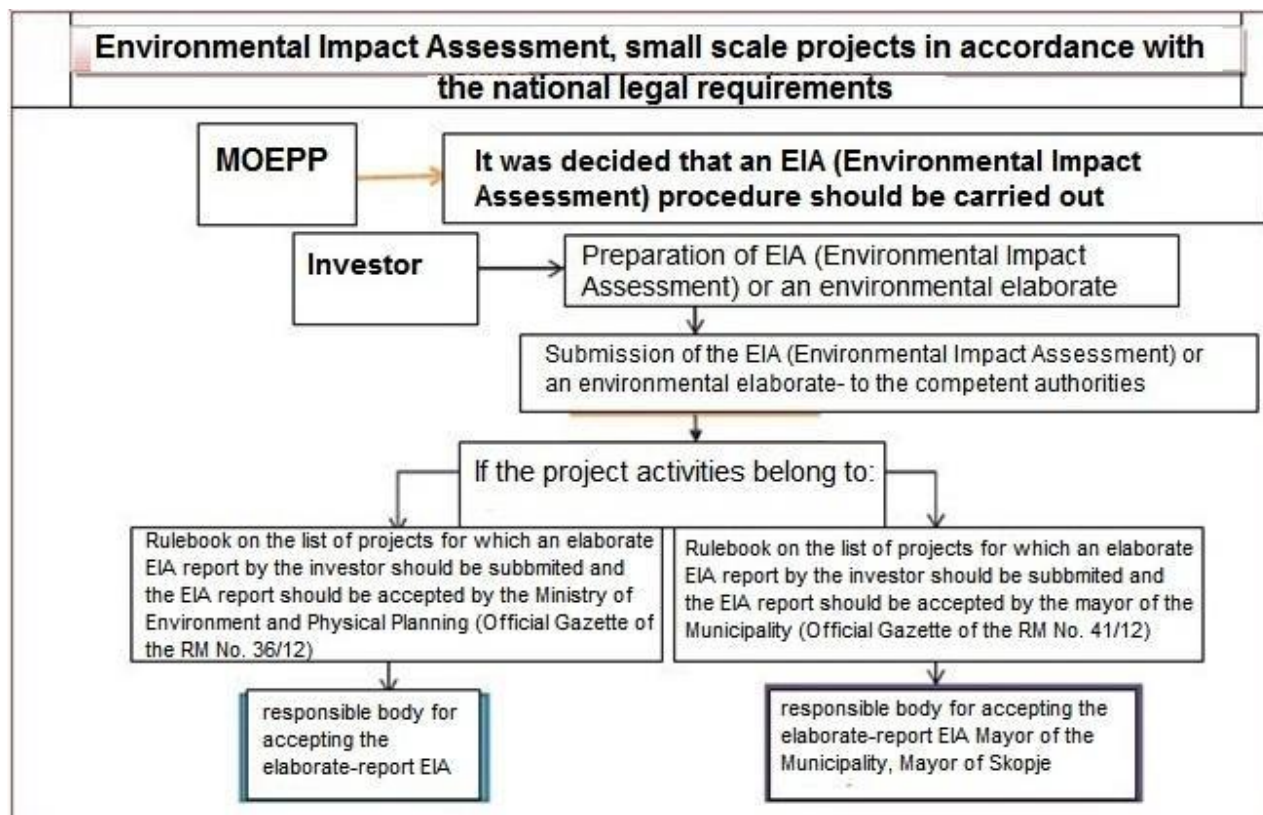 Environmental Impact Assessment, small scale projects in accordance with
the national legal requirements
MOEPP
It was decided that an EIA (Environmental Impact
Assessment) procedure should be carried out
Investor
Preparation of EIA (Environmental Impact
Assessment) or an environmental elaborate
Submission of the EIA (Environmental Impact Assessment) or
an environmental elaborate- to the competent authorities
If the project activities belong to:
Rulebook on the list of projects for which an elaborate
EIA report by the investor should be subbmited and
the EIA report should be accepted by the Ministry of
Environment and Physical Planning (Official Gazette of
the RM No. 36/12)
Rulebook on the list of projects for which an elaborate
EIA report by the investor should be subbmited and
the EIA report should be accepted by the mayor of the
Municipality (Official Gazette of the RM No. 41/12)
responsible body for
accepting the
elaborate-report EIA
responsible body for accepting the
elaborate-report EIA Mayor of the
Municipality, Mayor of Skopje